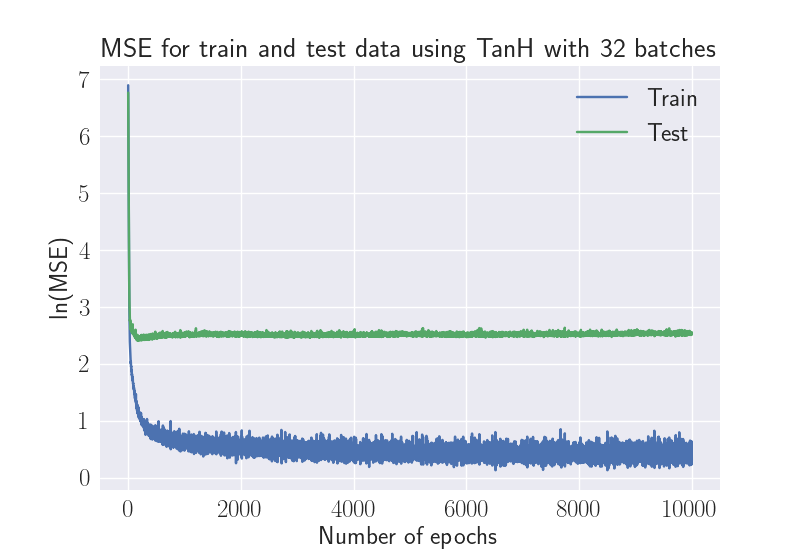 MSE for train and test data using TanH with 32 batches
7
6
5
4
3
2
1
0
ln(MSE)
Train
Test
0 2000 4000 6000 8000 10000
Number of epochs